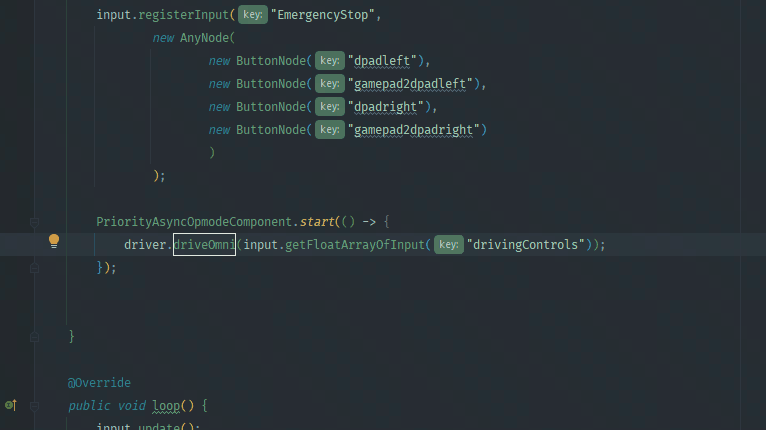 input.registerInput( key: "EmergencyStop",
new AnyNode(
new ButtonNode( key: "dpadleft"),
new ButtonNode( key: "gamepad2dpadleft"),
new ButtonNode( key: "dpadright"),
new ButtonNode( key: "gamepad2dpadright")
)
);
PriorityAsyncOpmodeComponent.start(() -> {
driver.driveOmni(input.getFloatArrayOfInput( key: "drivingControls"));
});
}
@Override
public void loop() {
input.update();